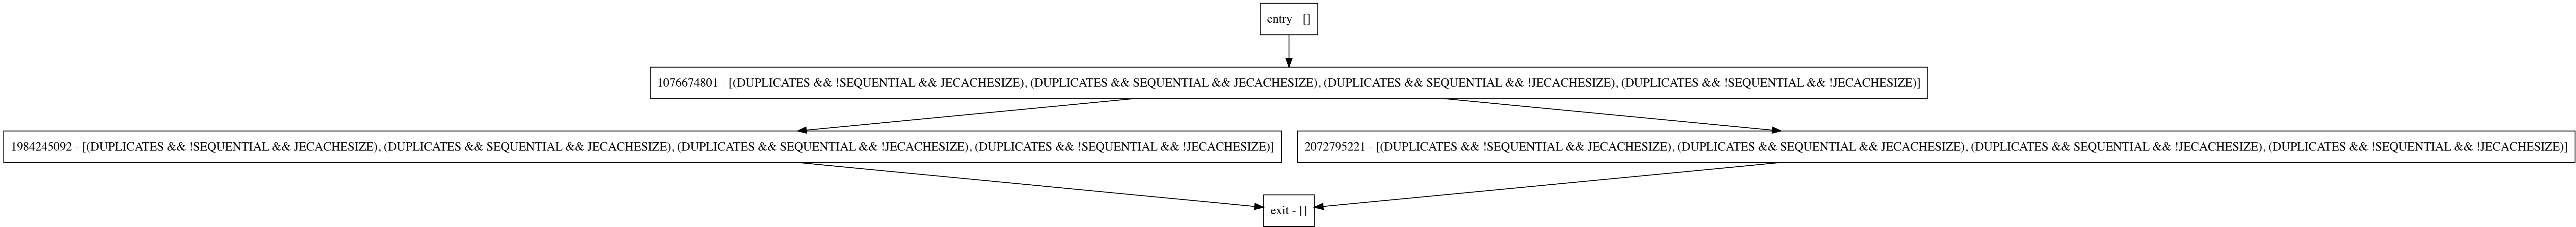 entry - []
1076674801 - [(DUPLICATES && !SEQUENTIAL && JECACHESIZE), (DUPLICATES && SEQUENTIAL && JECACHESIZE), (DUPLICATES && SEQUENTIAL && !JECACHESIZE), (DUPLICATES && !SEQUENTIAL && !JECACHESIZE)]
1984245092 - [(DUPLICATES && !SEQUENTIAL && JECACHESIZE), (DUPLICATES && SEQUENTIAL && JECACHESIZE), (DUPLICATES && SEQUENTIAL && !JECACHESIZE), (DUPLICATES && !SEQUENTIAL && !JECACHESIZE)]
2072795221 - [(DUPLICATES && !SEQUENTIAL && JECACHESIZE), (DUPLICATES && SEQUENTIAL && JECACHESIZE), (DUPLICATES && SEQUENTIAL && !JECACHESIZE), (DUPLICATES && !SEQUENTIAL && !JECACHESIZE)]
exit - []